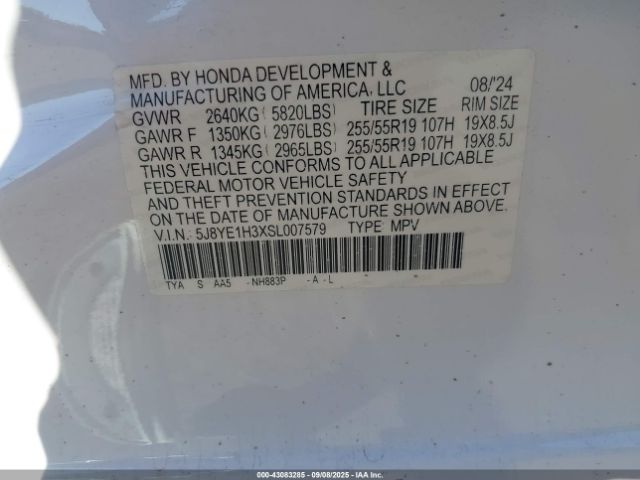 MFD. BY HONDA DEVELOPMENT &
MANUFACTURING OF AMERICA, LLC 08/'24
GVWR 2640KG(5820LBS) TIRE SIZE RIM SIZE
GAWR F 1350KG(2976LBS) 255/55R19 107H 19X8.5J
GAWR R 1345KG(2965LBS) 255/55R19 107H 19X8.5J
THIS VEHICLE CONFORMS TO ALL APPLICABLE
FEDERAL MOTOR VEHICLE SAFETY
AND THEFT PREVENTION STANDARDS IN EFFECT
ON THE DATE OF MANUFACTURE SHOWN ABOVE.
V.I.N.: 5J8YE1H3XSL007579 TYPE: MPV
TYA S AA5 -NH883P -A-L
000-43083285 - 09/08/2025 - IAA Inc.